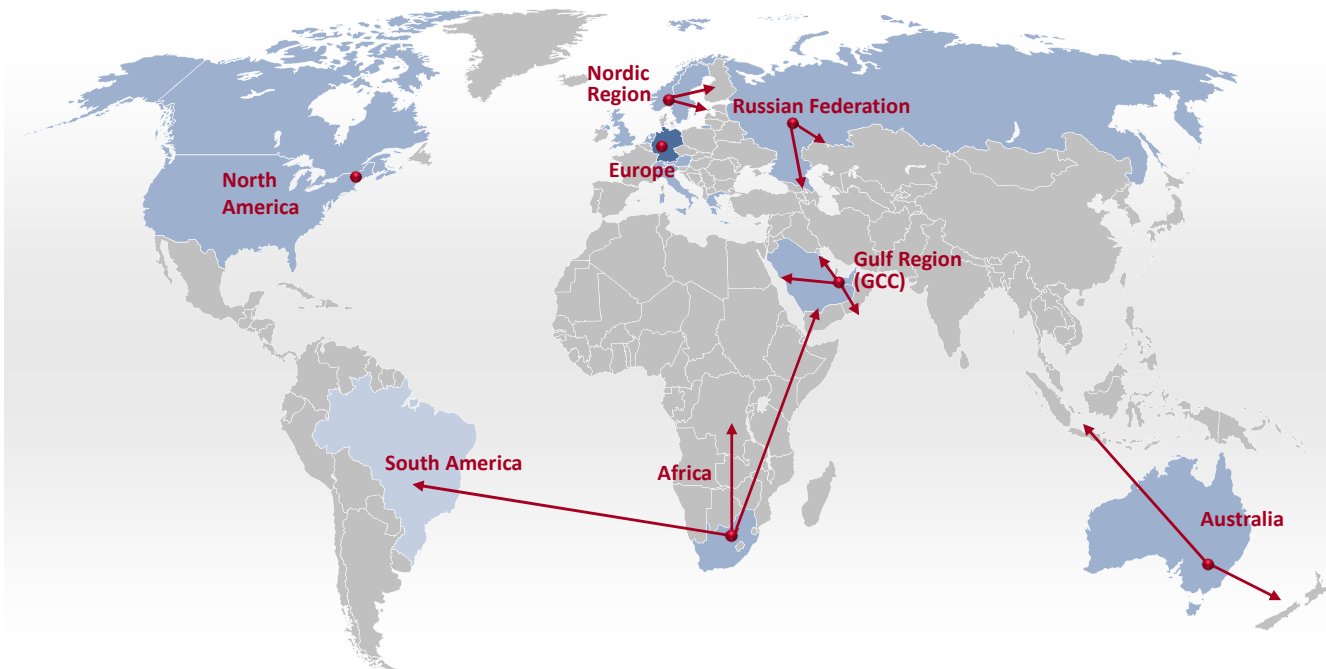 Nordic
Region
Russian Federation
Europe
North
America
Gulf Region
(GCC)
South America
Africa
Australia